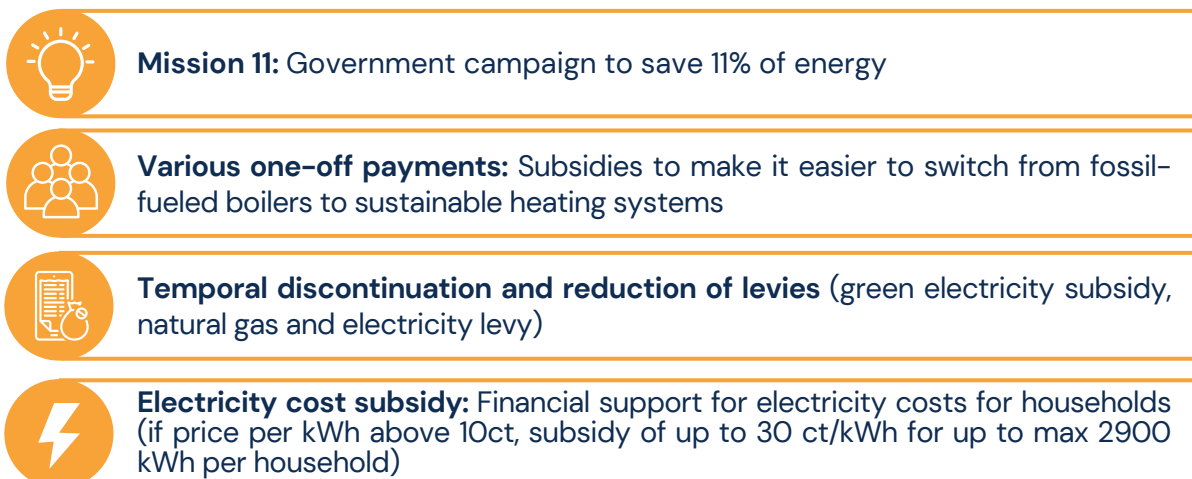 Mission 11: Government campaign to save 11% of energy
Various one-off payments: Subsidies to make it easier to switch from fossil-
fueled boilers to sustainable heating systems
Temporal discontinuation and reduction of levies (green electricity subsidy,
natural gas and electricity levy)
Electricity cost subsidy: Financial support for electricity costs for households
(if price per kWh above 10ct, subsidy of up to 30 ct/kWh for up to max 2900
kWh per household)